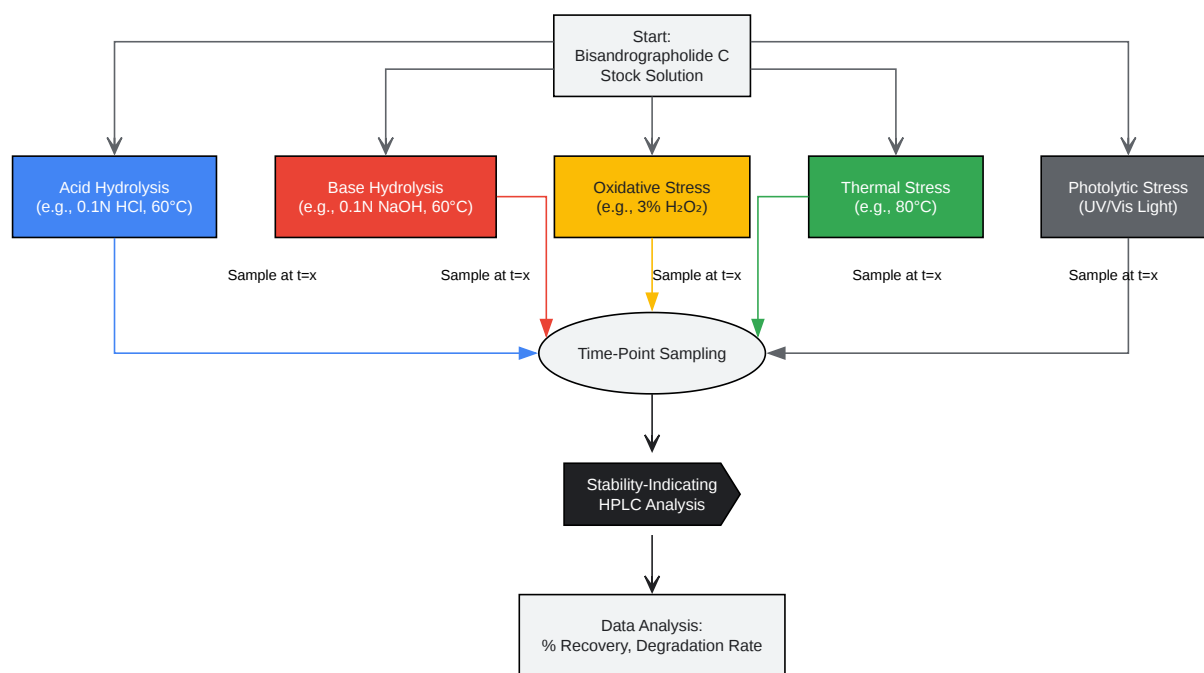 Start:
Bisandrographolide C
Stock Solution
Acid Hydrolysis
(e.g., 0.1N HCl, 60°C)
Base Hydrolysis
(e.g., 0.1N NaOH, 60°C)
Oxidative Stress
(e.g., 3% H₂O₂)
Thermal Stress
(e.g., 80°C)
Photolytic Stress
(UV/Vis Light)
Sample at t=x
Sample at t=x
Sample at t=x
Sample at t=x
Sample at t=x
Time-Point Sampling
Stability-Indicating
HPLC Analysis
Data Analysis:
% Recovery, Degradation Rate